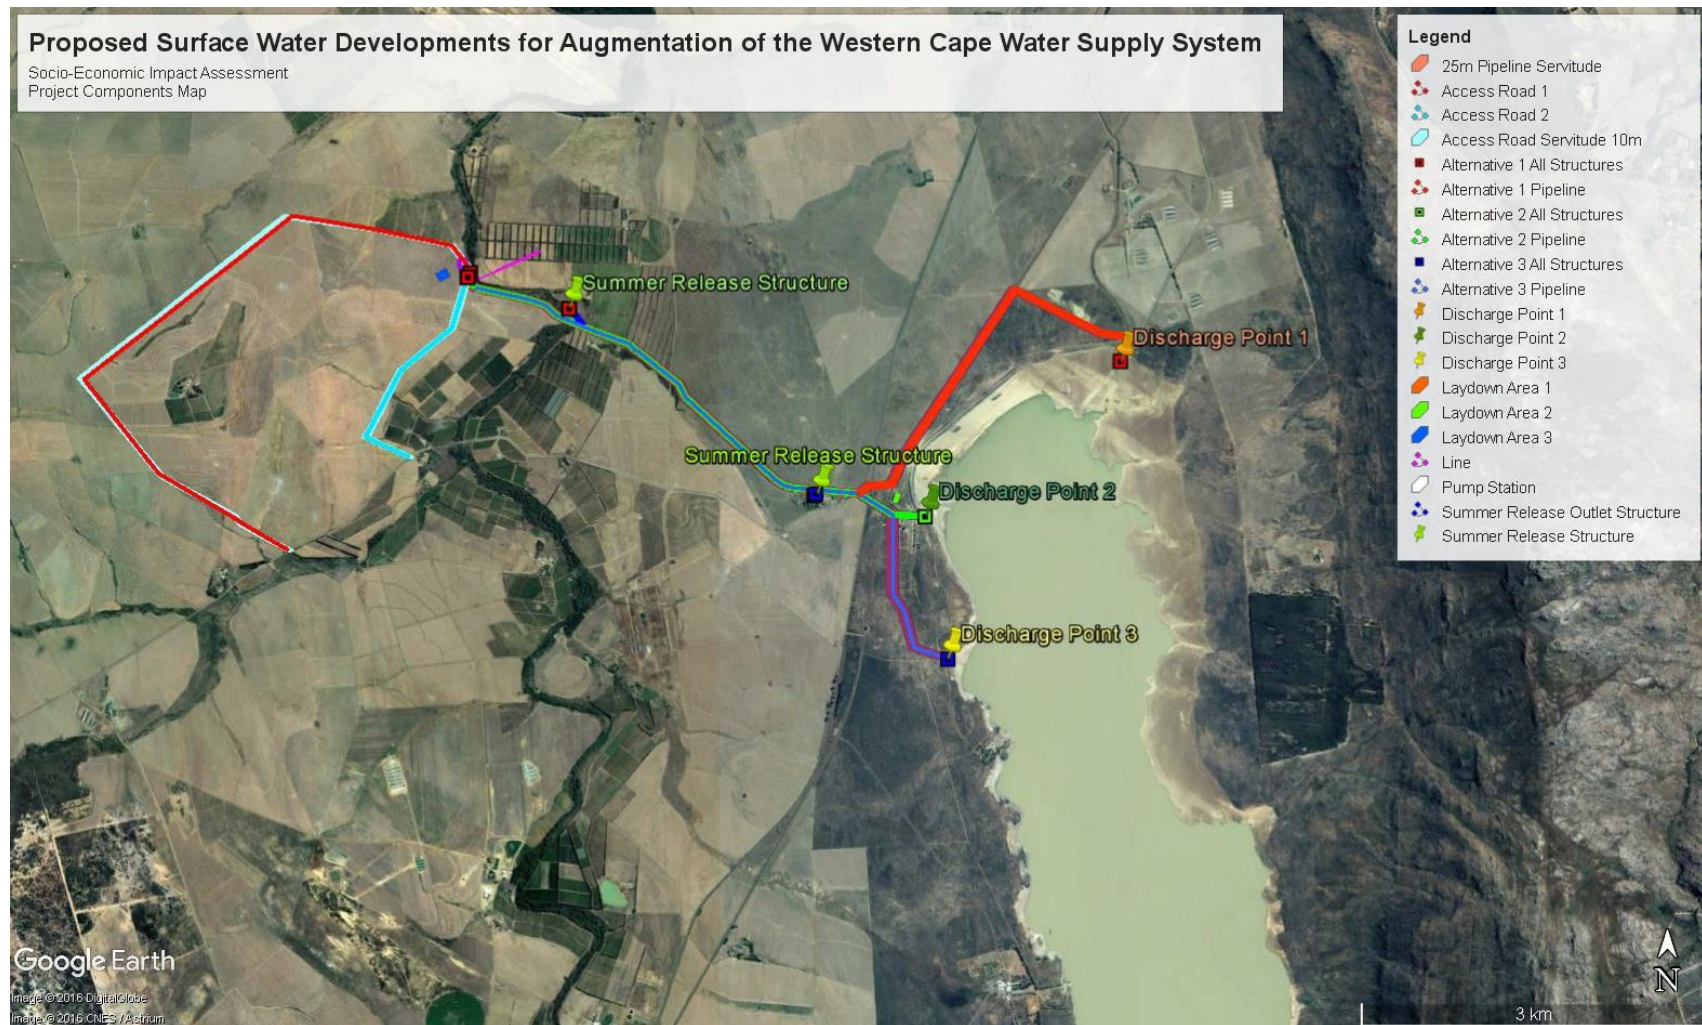 Proposed Surface Water Developments for Augmentation of the Western Cape Water Supply System
Socio-Economic Impact Assessment
Project Components Map
Legend
25m Pipeline Servitude
Access Road 1
Access Road 2
Access Road Servitude 10m
Alternative 1 All Structures
Alternative 1 Pipeline
Alternative 2 All Structures
Alternative 2 Pipeline
Alternative 3 All Structures
Alternative 3 Pipeline
Discharge Point 1
Discharge Point 2
Discharge Point 3
Laydown Area 1
Laydown Area 2
Laydown Area 3
Line
Pump Station
Summer Release Outlet Structure
Summer Release Structure
Summer Release Structure
Discharge Point 1
Summer Release Structure
Discharge Point 2
Discharge Point 3
Google Earth
Image © 2016 DigitalGlobe
Image © 2016 CNES / Astrium
N
3 km